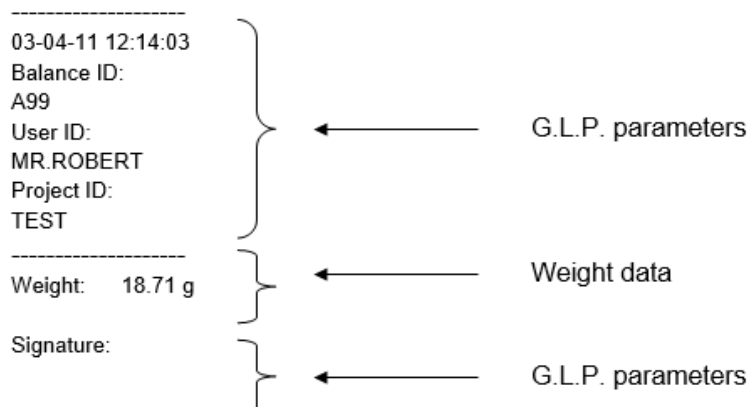 --------------------
03-04-11 12:14:03
Balance ID:
A99
User ID:
MR.ROBERT
Project ID:
TEST
G.L.P. parameters
--------------------
Weight: 18.71 g
Weight data
Signature:
G.L.P. parameters